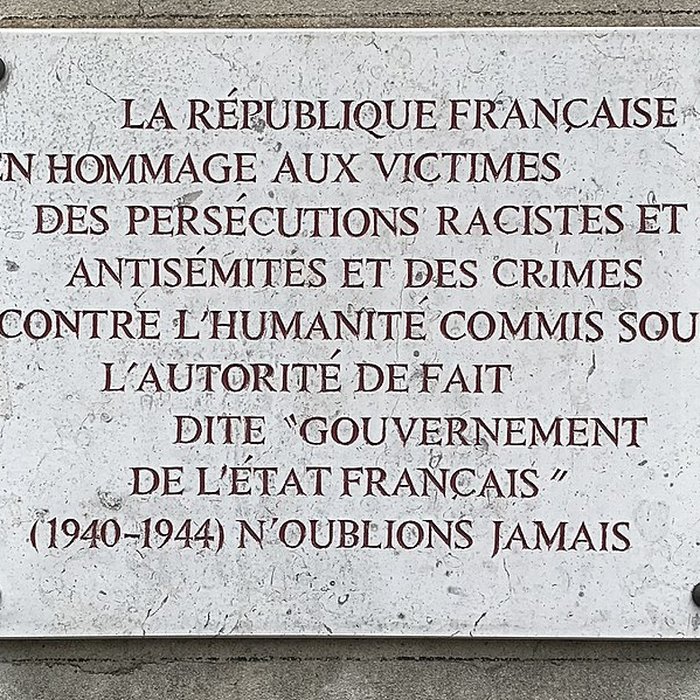 LA RÉPUBLIQUE FRANÇAISE
EN HOMMAGE AUX VICTIMES
DES PERSÉCUTIONS RACISTES ET
ANTISÉMITES ET DES CRIMES
CONTRE L'HUMANITÉ COMMIS SOU
L'AUTORITÉ DE FAIT
DITE "GOUVERNEMENT
DE L'ÉTAT FRANÇAIS"
(1940-1944) N'OUBLIONS JAMAIS